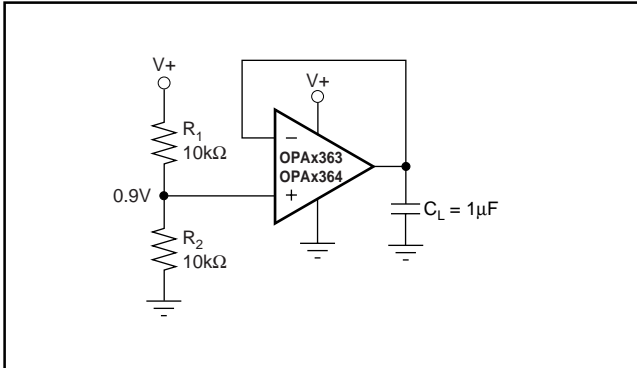 V+
V+
R1
10kΩ
−
OPAx363
OPAx364
0.9V
+
CL = 1μF
R2
10kΩ